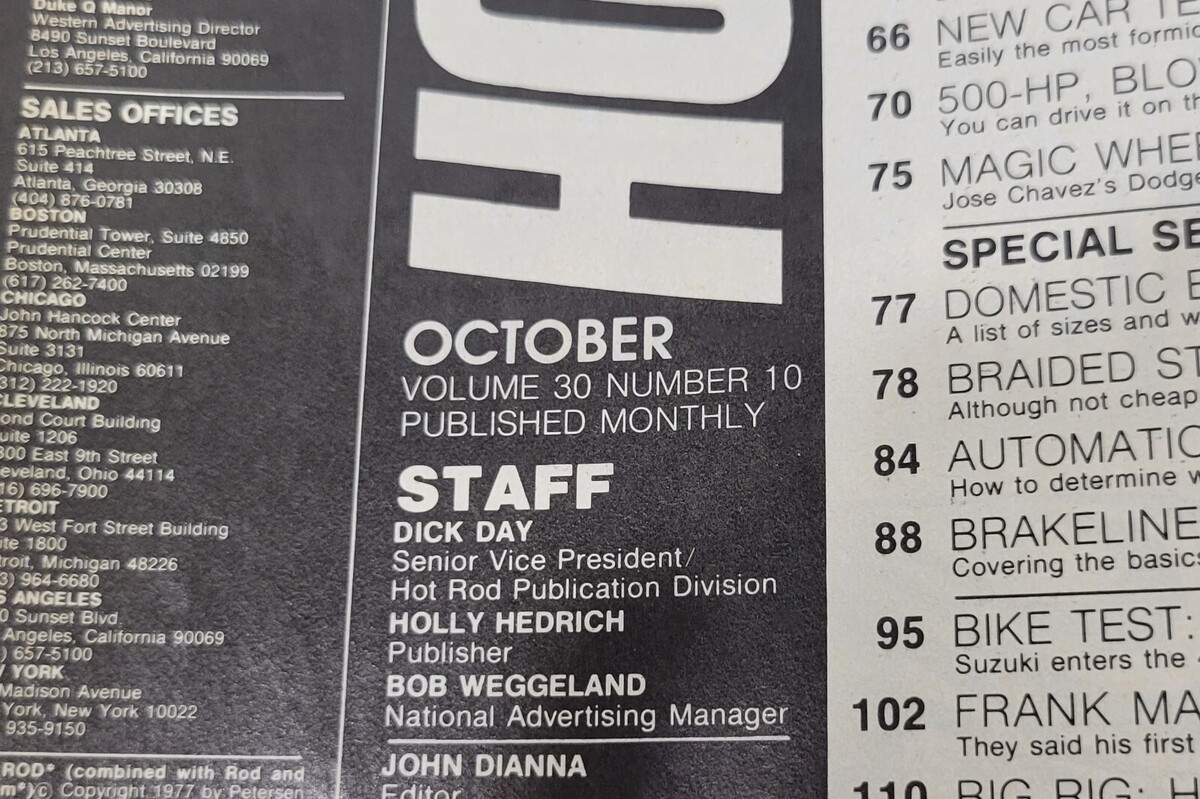 Duke Q Manor
Western Advertising Director
8490 Sunset Boulevard
Los Angeles, California 90069
(213) 657-5100
SALES OFFICES
ATLANTA
615 Peachtree Street, N.E.
Suite 414
Atlanta, Georgia 30308
(404) 876-0781
BOSTON
Prudential Tower, Suite 4850
Prudential Center
Boston, Massachusetts 02199
(617) 262-7400
CHICAGO
John Hancock Center
875 North Michigan Avenue
Suite 3131
Chicago, Illinois 60611
312) 222-1920
CLEVELAND
ond Court Building
uite 1206
300 East 9th Street
eveland, Ohio 44114
16) 696-7900
ETROIT
3 West Fort Street Building
ite 1800
troit, Michigan 48226
3) 964-6680
S ANGELES
0 Sunset Blvd.
Angeles, California 90069
) 657-5100
YORK
Madison Avenue
York, New York 10022
935-9150
ROD* (combined with Rod and
Copyright 1977 by Petersen
HO
OCTOBER
VOLUME 30 NUMBER 10
PUBLISHED MONTHLY
STAFF
DICK DAY
Senior Vice President/
Hot Rod Publication Division
HOLLY HEDRICH
Publisher
BOB WEGGELAND
National Advertising Manager
JOHN DIANNA
Editor
66 NEW CAR TE
Easily the most formid
70 500-HP, BLO
You can drive it on th
75 MAGIC WHEE
Jose Chavez's Dodge
SPECIAL SE
77 DOMESTIC
A list of sizes and w
78 BRAIDED ST
Although not cheap
84 AUTOMATIC
How to determine w
88 BRAKELINE
Covering the basics
95 BIKE TEST:
Suzuki enters the
102 FRANK MA
They said his first
110 BIG RIG: H